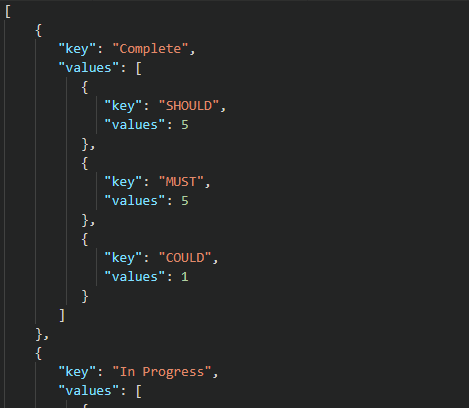 [
    {
        "key": "Complete",
        "values": [
            {
                "key": "SHOULD",
                "values": 5
            },
            {
                "key": "MUST",
                "values": 5
            },
            {
                "key": "COULD",
                "values": 1
            }
        ]
    },
    {
        "key": "In Progress",
        "values": [
            {